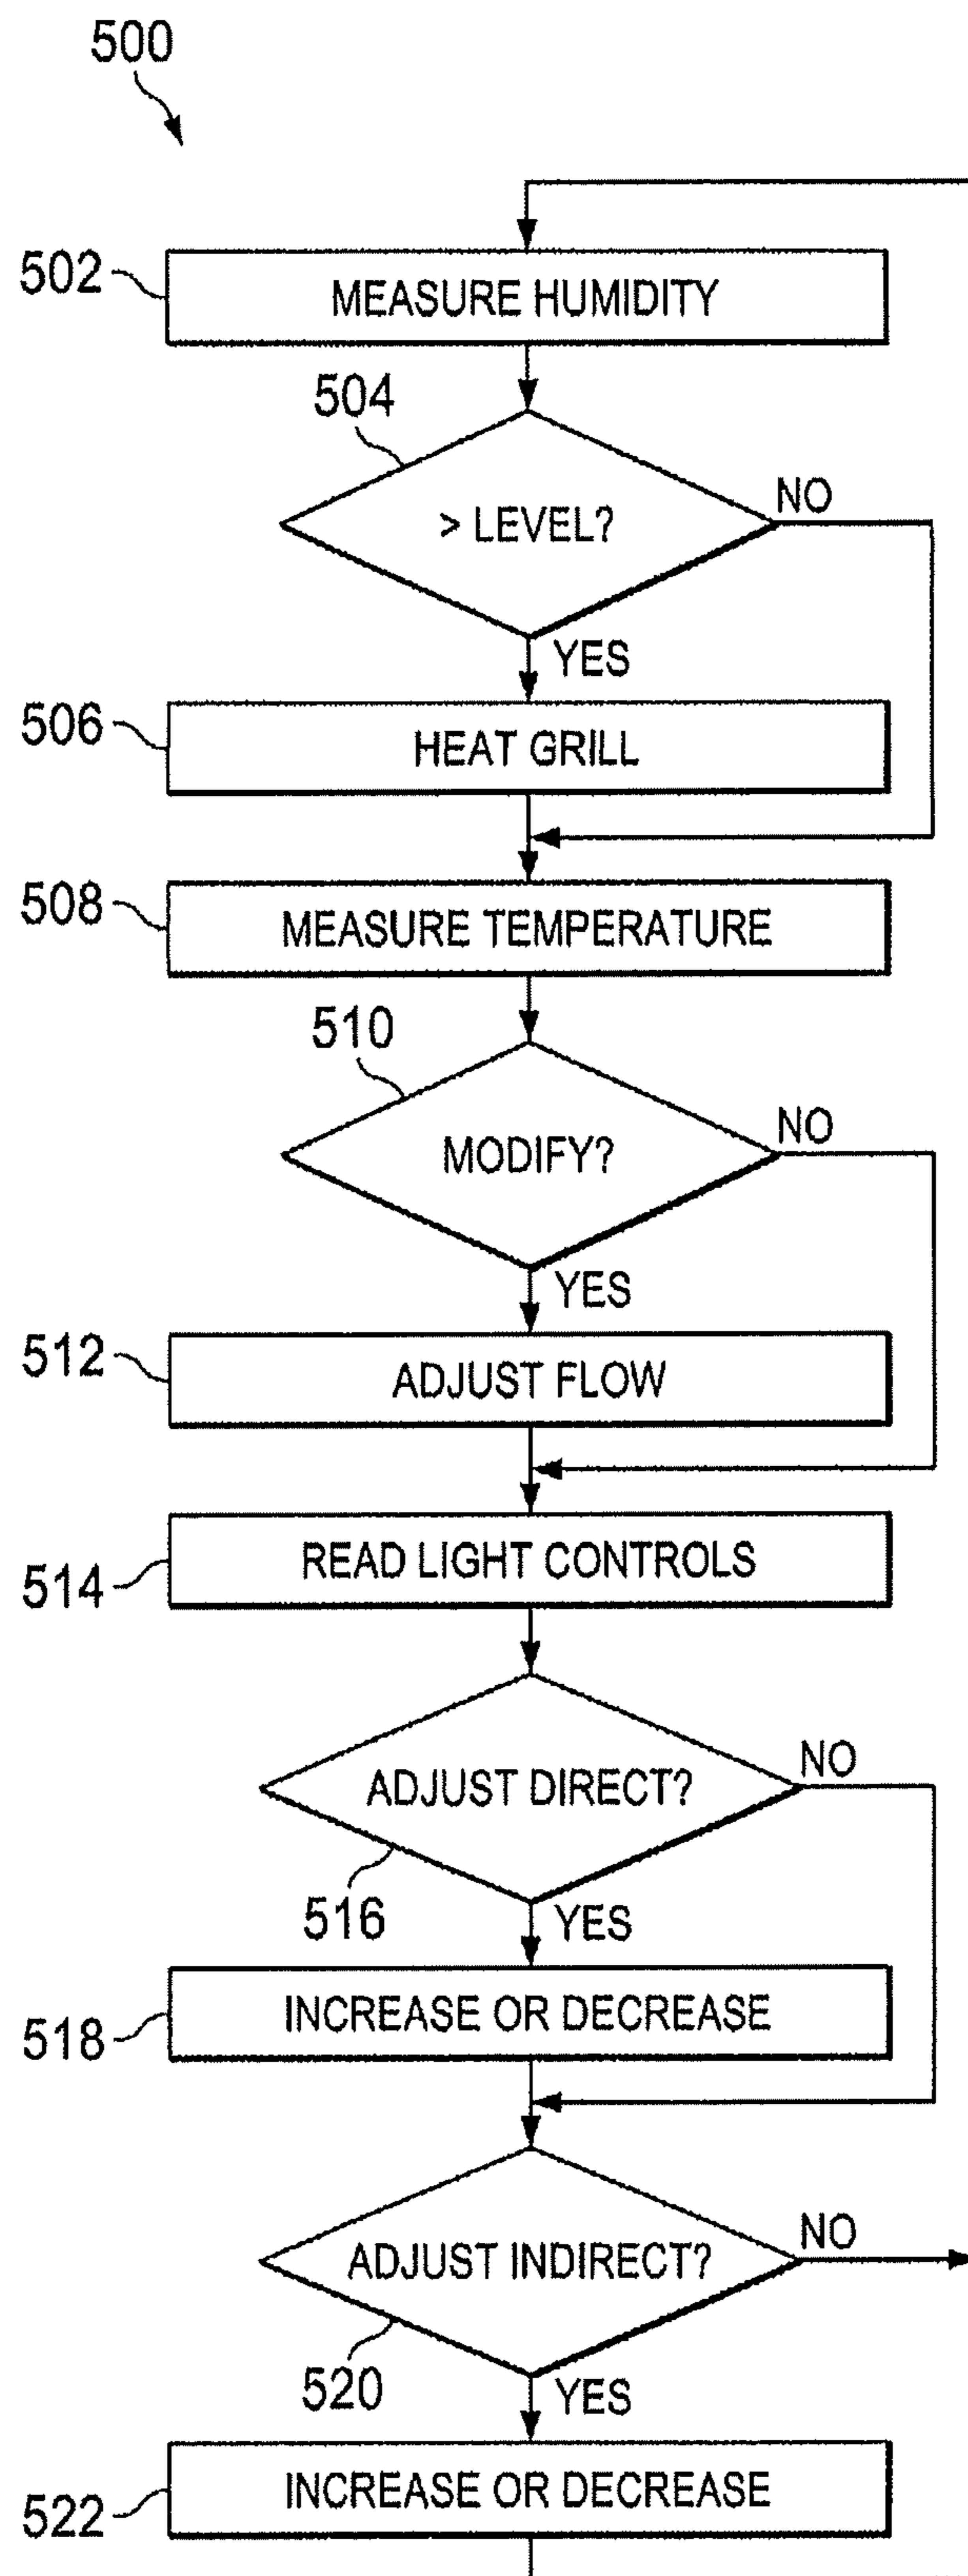 500
502
MEASURE HUMIDITY
504
> LEVEL?
NO
YES
506
HEAT GRILL
508
MEASURE TEMPERATURE
510
MODIFY?
NO
YES
512
ADJUST FLOW
514
READ LIGHT CONTROLS
ADJUST DIRECT?
NO
516
YES
518
INCREASE OR DECREASE
ADJUST INDIRECT?
NO
520
YES
522
INCREASE OR DECREASE